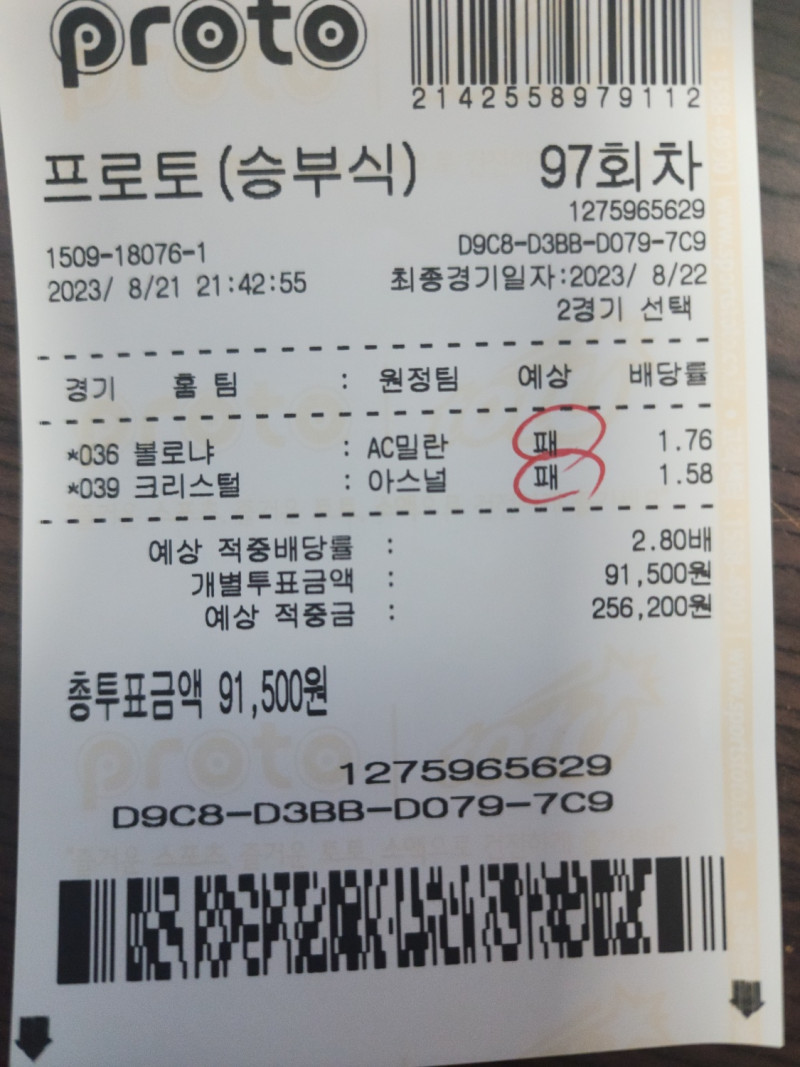 proto
2142558979112
프로토(승부식) 97회차
1275965629
1509-18076-1 D9C8-D3BB-D079-7C9
2023/ 8/21 21:42:55 최종경기일자:2023/ 8/22
2경기 선택
경기 홈 팀 : 원정팀 예상 배당률
*036 볼로냐 : AC밀란 패 1.76
*039 크리스털 : 아스널 패 1.58
예상 적중배당률 : 2.80배
개별투표금액 : 91,500원
예상 적중금 : 256,200원
총투표금액 91,500원
proto
1275965629
D9C8-D3BB-D079-7C9